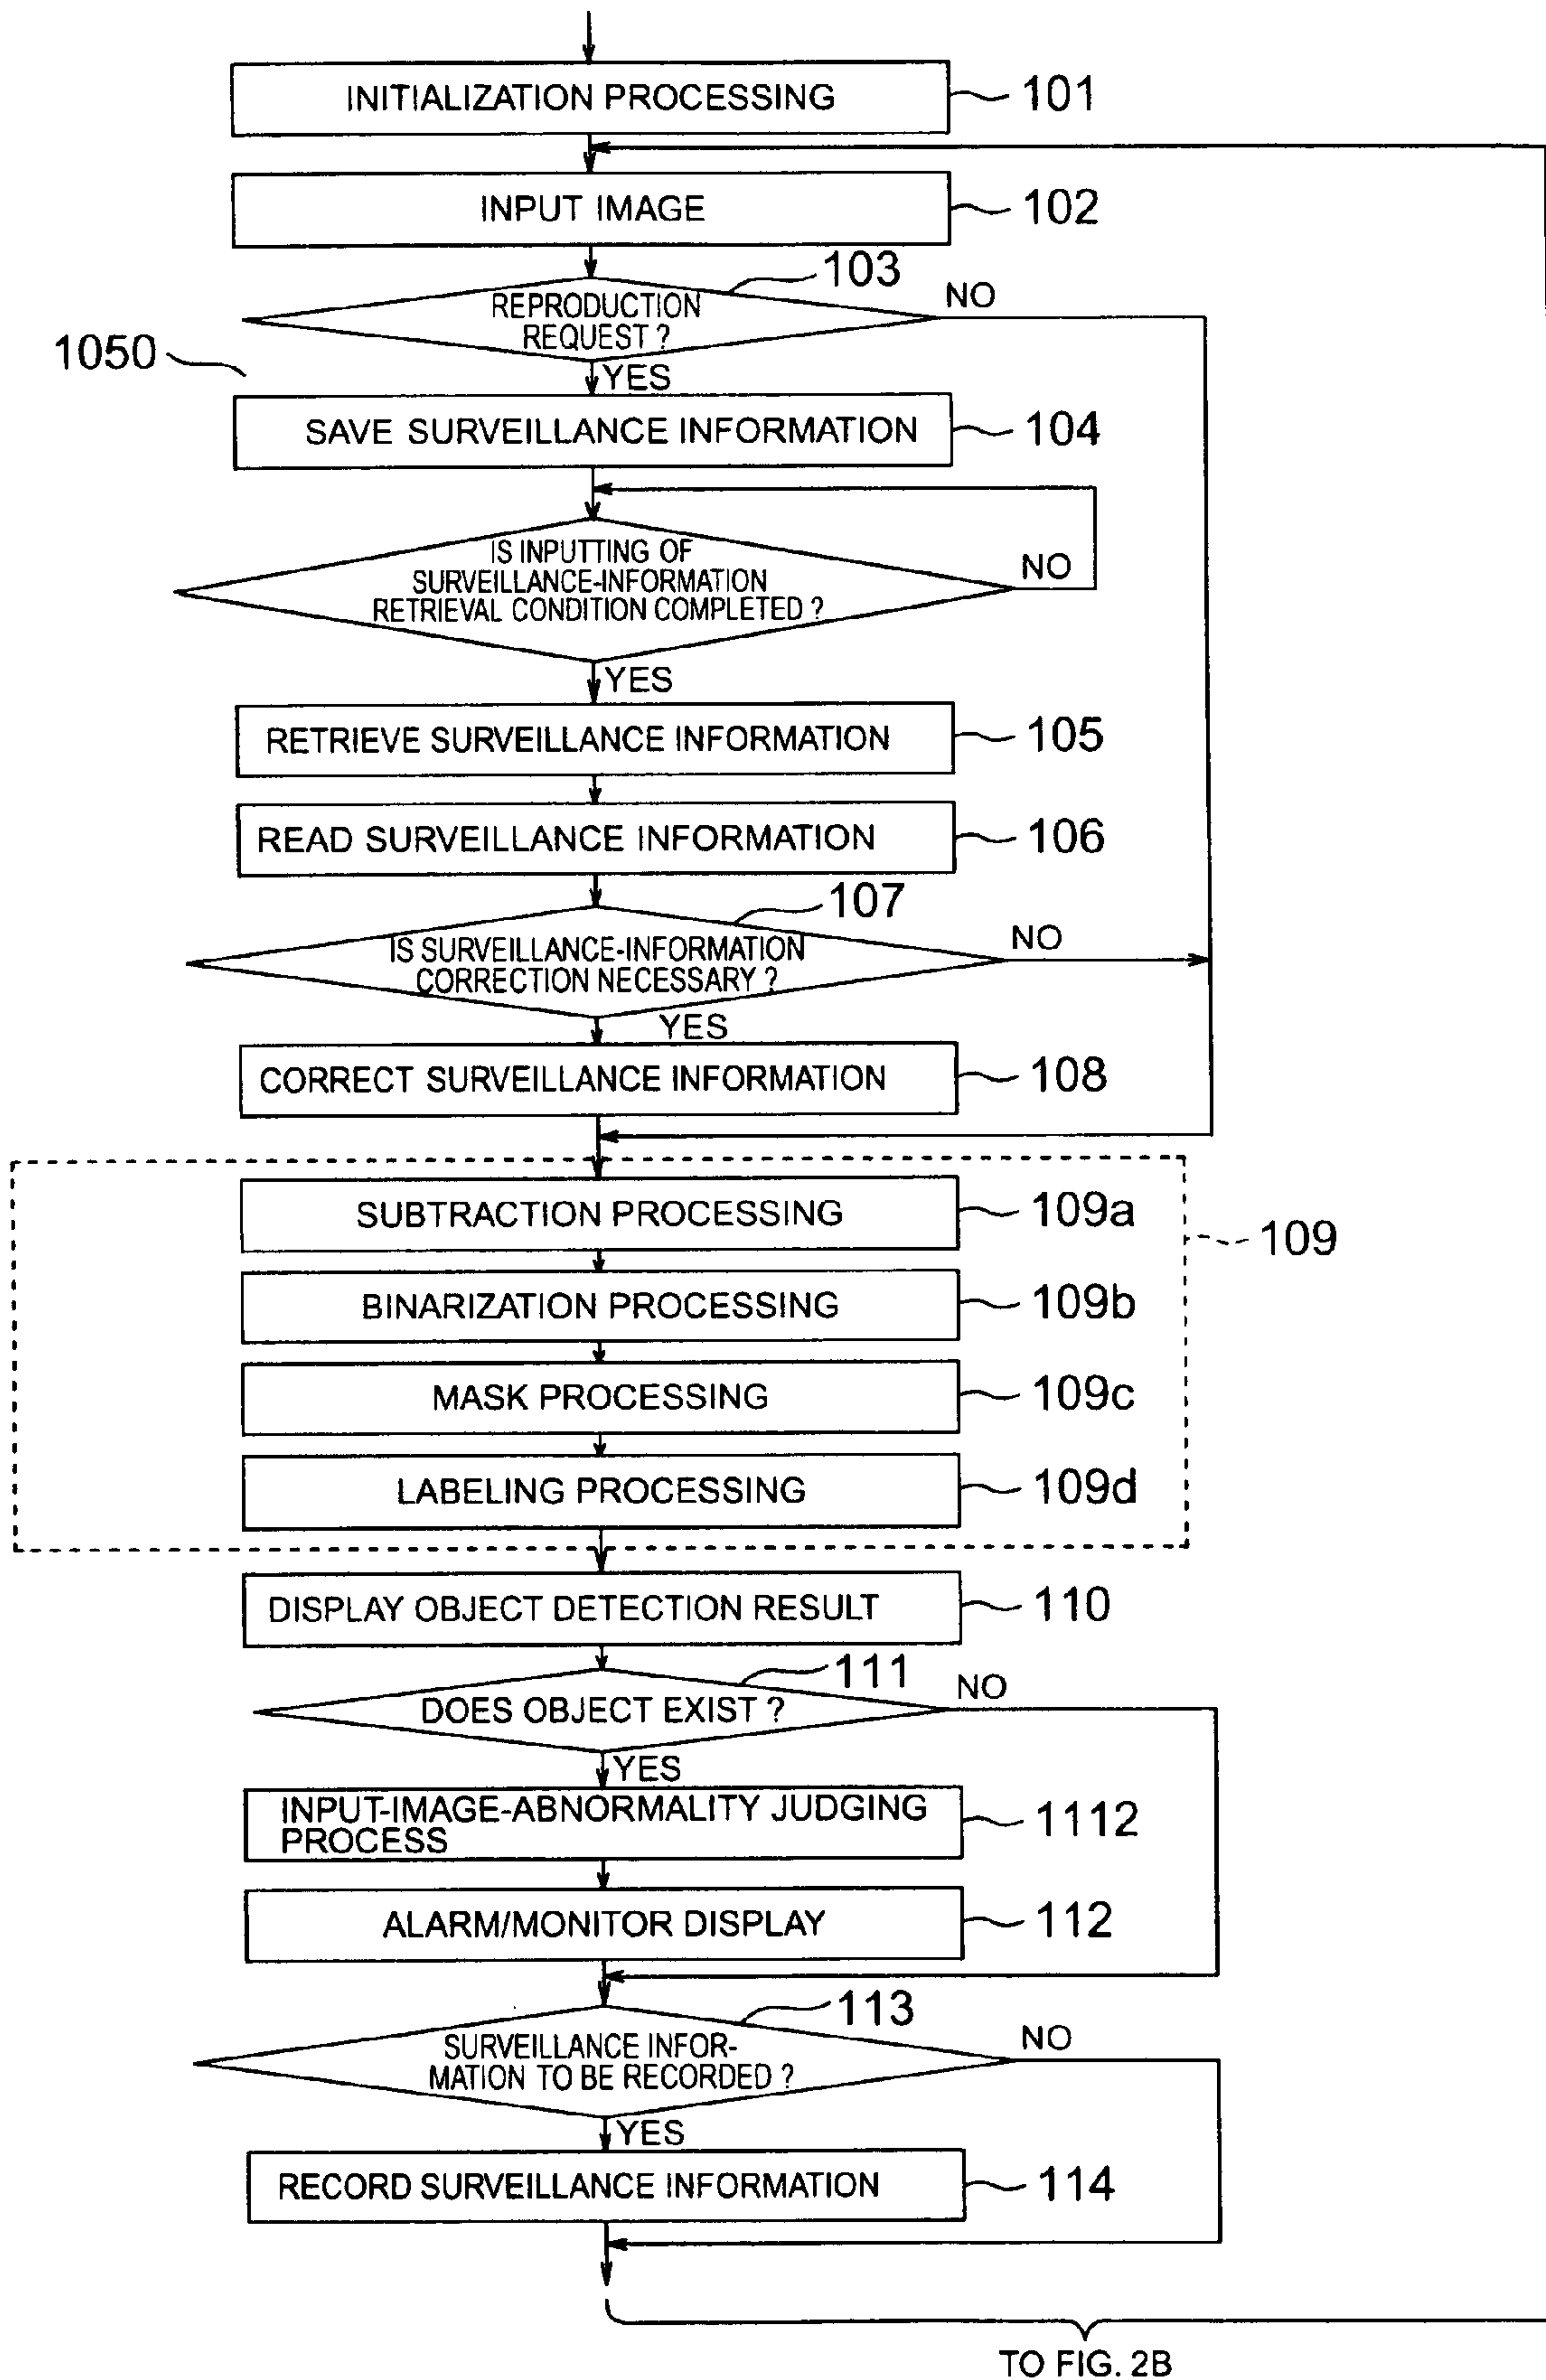 INITIALIZATION PROCESSING
101
INPUT IMAGE
102
103
REPRODUCTION
REQUEST ?
NO
1050
YES
SAVE SURVEILLANCE INFORMATION
104
IS INPUTTING OF
SURVEILLANCE-INFORMATION
RETRIEVAL CONDITION COMPLETED ?
NO
YES
RETRIEVE SURVEILLANCE INFORMATION
105
READ SURVEILLANCE INFORMATION
106
107
IS SURVEILLANCE-INFORMATION
CORRECTION NECESSARY ?
NO
YES
CORRECT SURVEILLANCE INFORMATION
108
SUBTRACTION PROCESSING
109a
109
BINARIZATION PROCESSING
109b
MASK PROCESSING
109c
LABELING PROCESSING
109d
DISPLAY OBJECT DETECTION RESULT
110
111
DOES OBJECT EXIST ?
NO
YES
INPUT-IMAGE-ABNORMALITY JUDGING
PROCESS
1112
ALARM/MONITOR DISPLAY
112
113
SURVEILLANCE INFOR-
MATION TO BE RECORDED ?
NO
YES
RECORD SURVEILLANCE INFORMATION
114
TO FIG. 2B